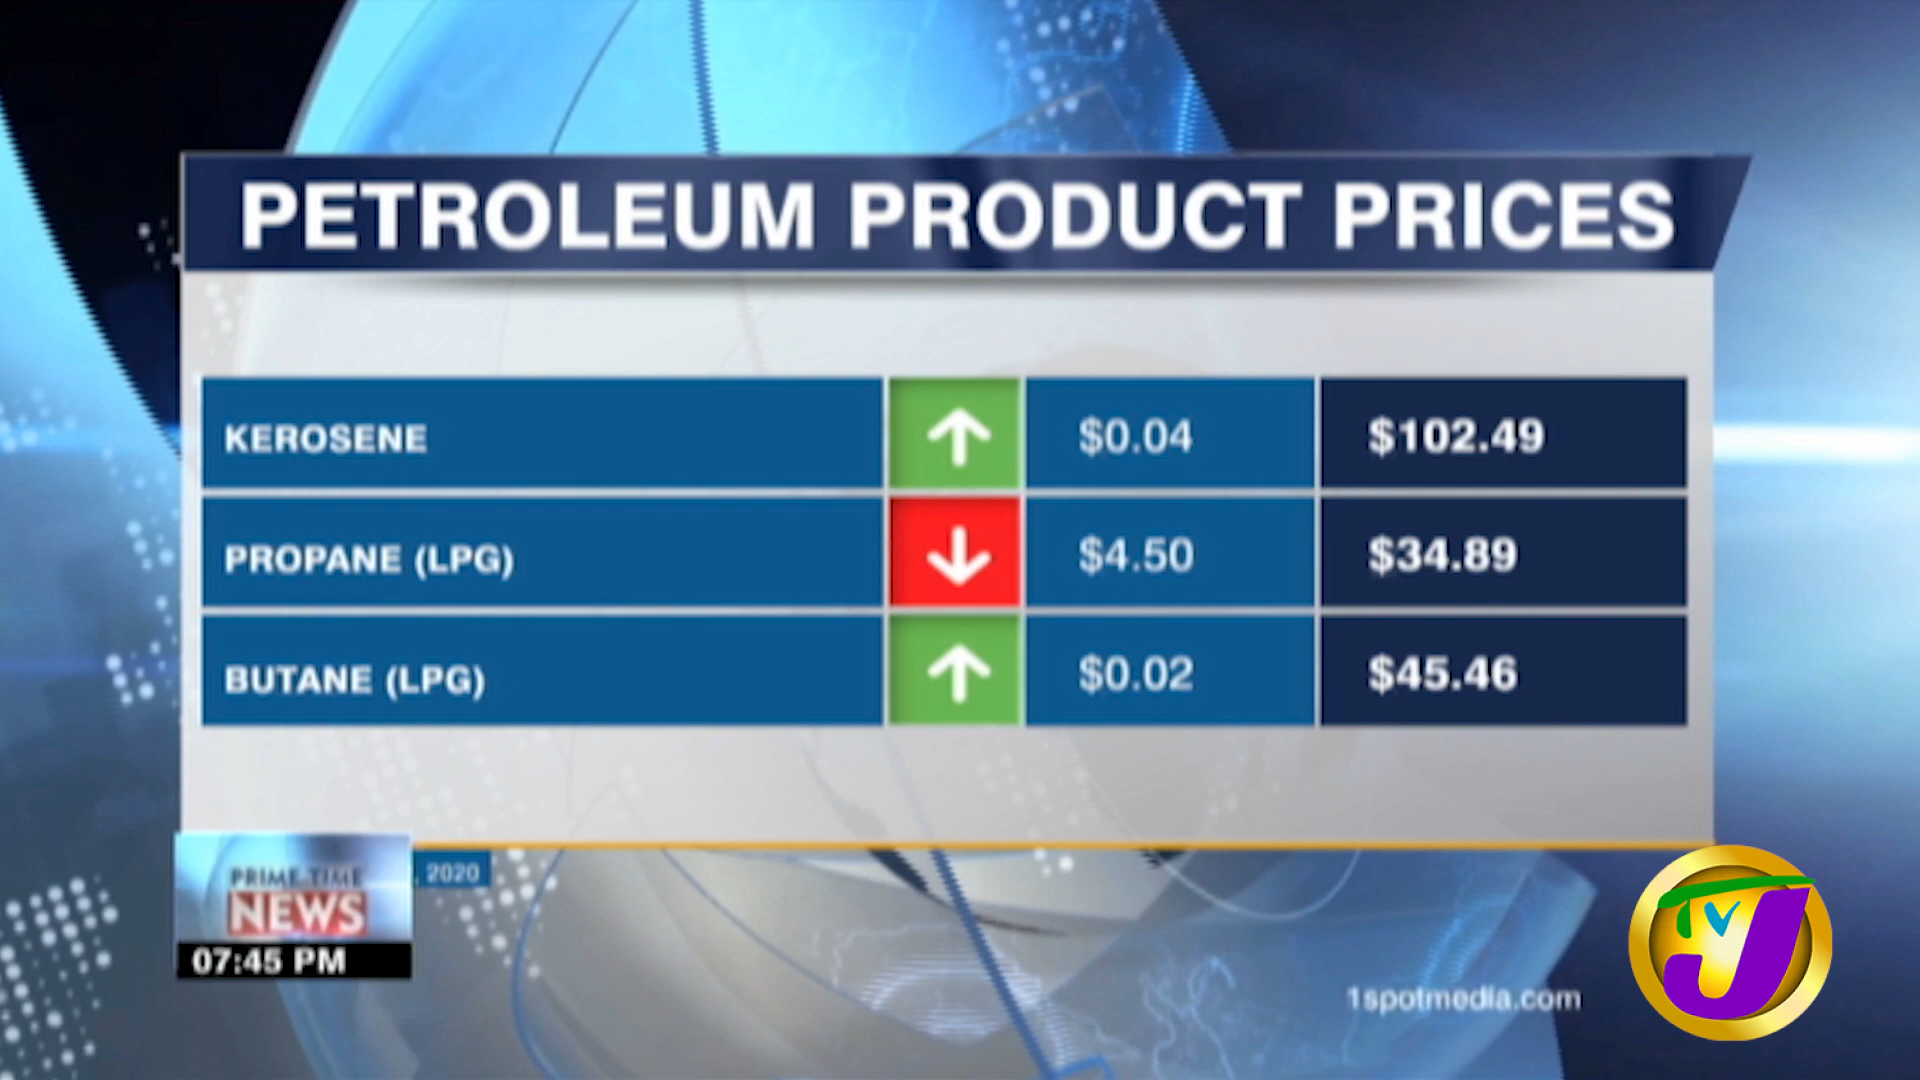 PETROLEUM PRODUCT PRICES
KEROSENE $0.04 $102.49
PROPANE (LPG) $4.50 $34.89
BUTANE (LPG) $0.02 $45.46
PRIME TIME
NEWS
, 2020
07:45 PM
1spotmedia.com
TVJ